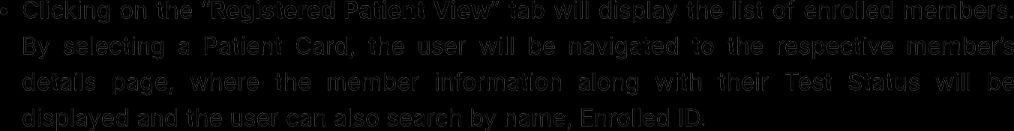 • Clicking on the “Registered Patient View” tab will display the list of enrolled members.
By selecting a Patient Card, the user will be navigated to the respective member's
details page, where the member information along with their Test Status will be
displayed and the user can also search by name, Enrolled ID.